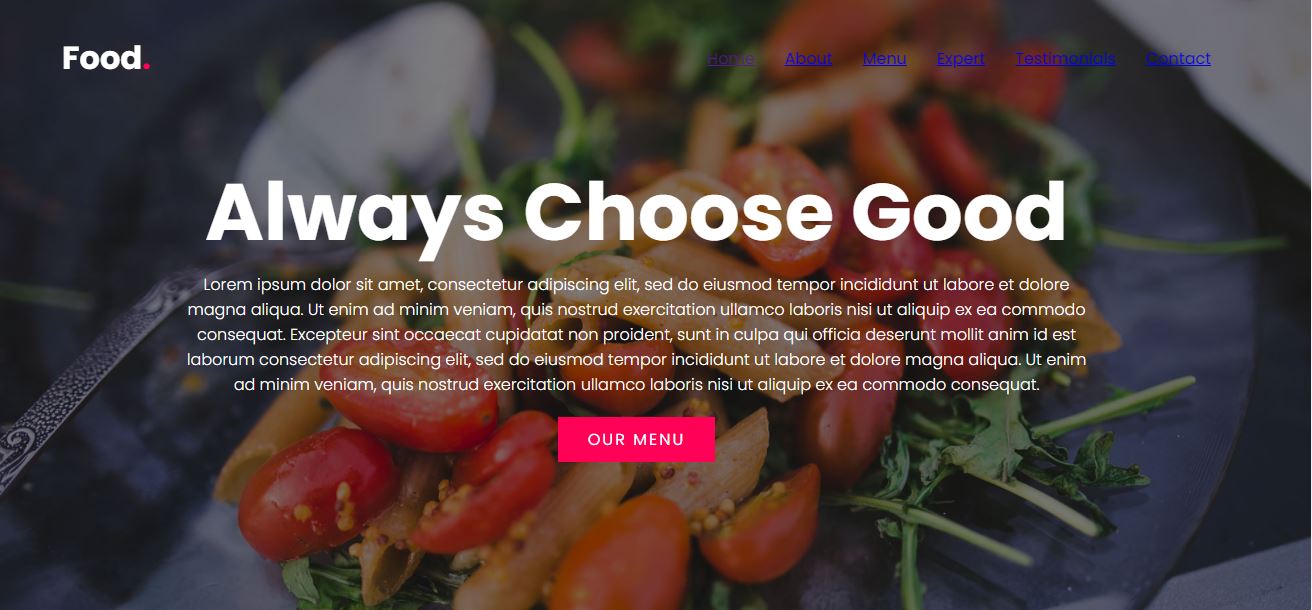 Food.
Home About Menu Expert Testimonials Contact
Always Choose Good
Lorem ipsum dolor sit amet, consectetur adipiscing elit, sed do eiusmod tempor incididunt ut labore et dolore
magna aliqua. Ut enim ad minim veniam, quis nostrud exercitation ullamco laboris nisi ut aliquip ex ea commodo
consequat. Excepteur sint occaecat cupidatat non proident, sunt in culpa qui officia deserunt mollit anim id est
laborum consectetur adipiscing elit, sed do eiusmod tempor incididunt ut labore et dolore magna aliqua. Ut enim
ad minim veniam, quis nostrud exercitation ullamco laboris nisi ut aliquip ex ea commodo consequat.
OUR MENU